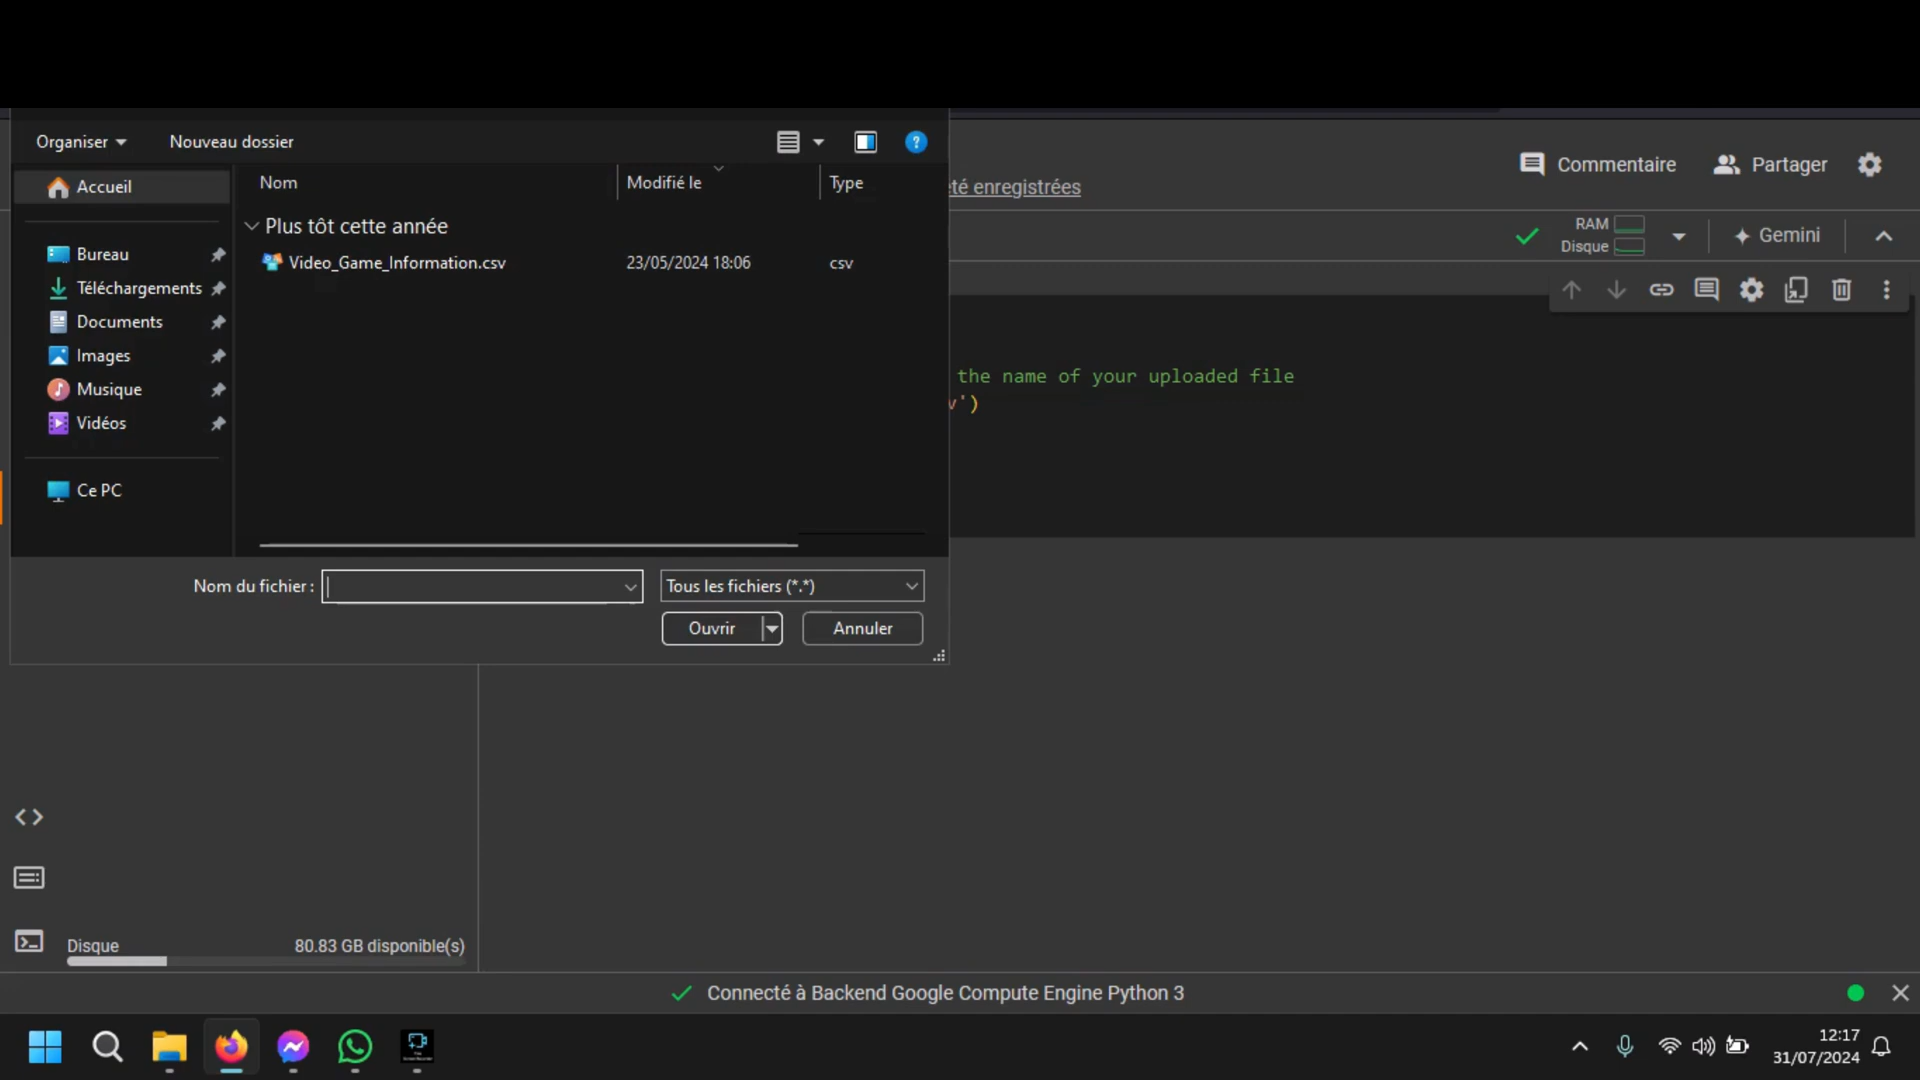 Organiser
Nouveau dossier
Accueil
Bureau
Téléchargements
Documents
Images
Musique
Vidéos
Ce PC
Nom
Modifié le
Type
Plus tôt cette année
Video_Game_Information.csv
23/05/2024 18:06
csv
Nom du fichier :
Tous les fichiers (*.*)
Ouvrir
Annuler
té enregistrées
Commentaire
Partager
RAM
Disque
Gemini
the name of your uploaded file
v')
Disque
80.83 GB disponible(s)
Connecté à Backend Google Compute Engine Python 3
12:17
31/07/2024